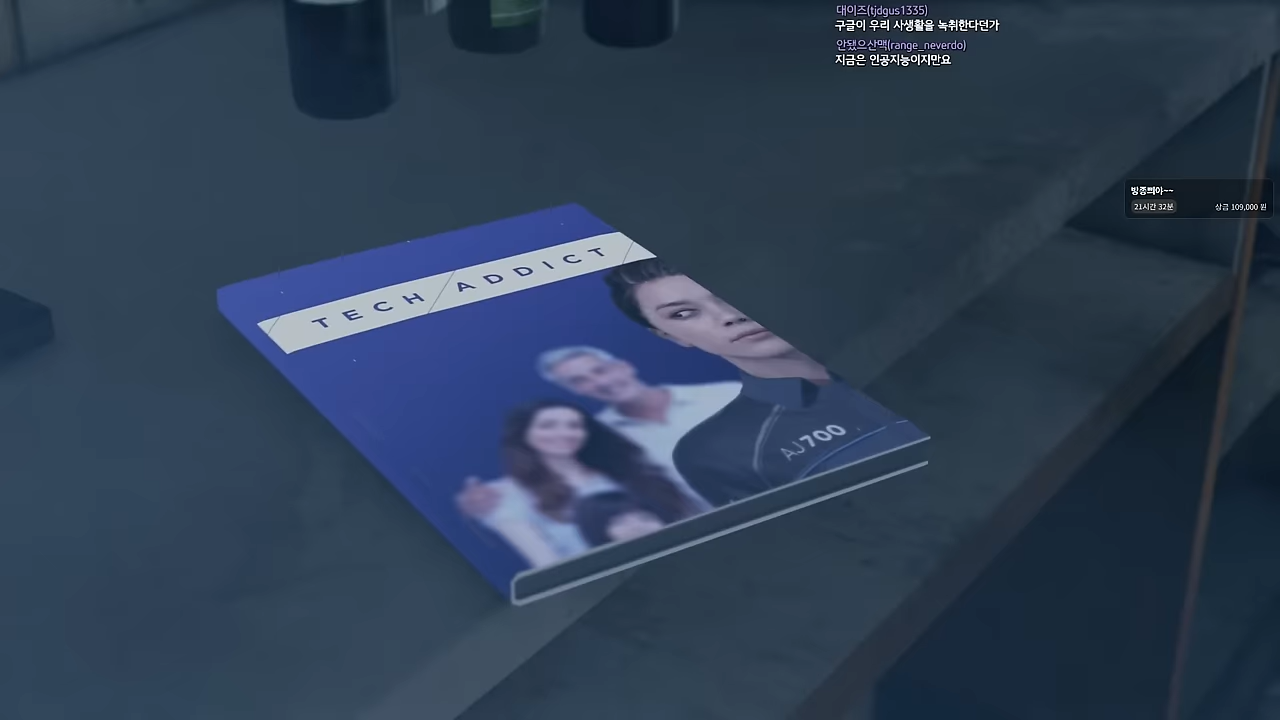 대이즈(tjdgus1335)
구글이 우리 사생활을 녹취한다던가
안됐으산맥(range_neverdo)
지금은 인공지능이지만요
빙종쁴야~~
21시간 32분 상금 109,000 원
TECH ADDICT
AJ700